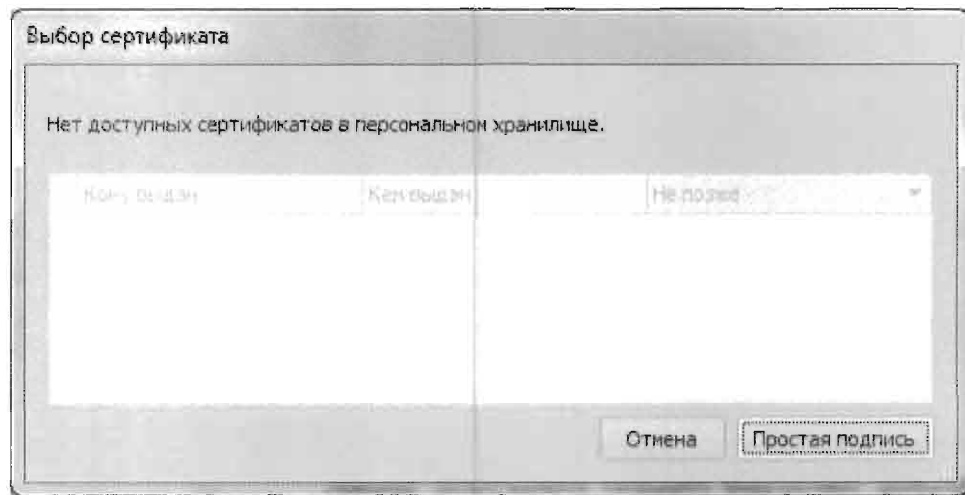 Выбор сертификата
Нет доступных сертификатов в персональном хранилище.
Кому выдан Кем выдан Не позже
Отмена Простая подпись